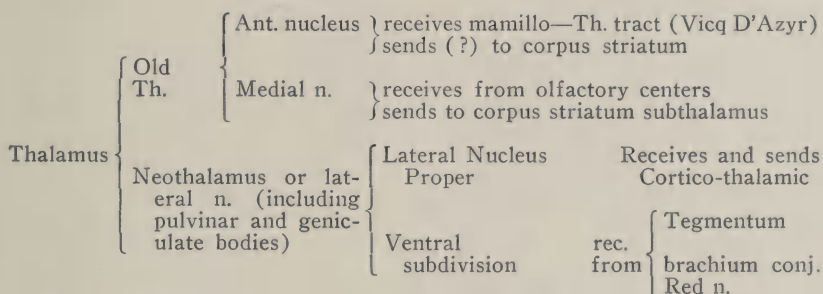 Ant. nucleus } receives mamillo—Th. tract (Vicq D'Azyr)
sends (?) to corpus striatum
Old
Th.
Medial n. } receives from olfactory centers
sends to corpus striatum subthalamus
Thalamus
Lateral Nucleus Receives and sends
Proper Cortico-thalamic
Neothalamus or lat-
eral n. (including
pulvinar and genic-
ulate bodies)
Ventral rec.
subdivision from
Tegmentum
brachium conj.
Red n.